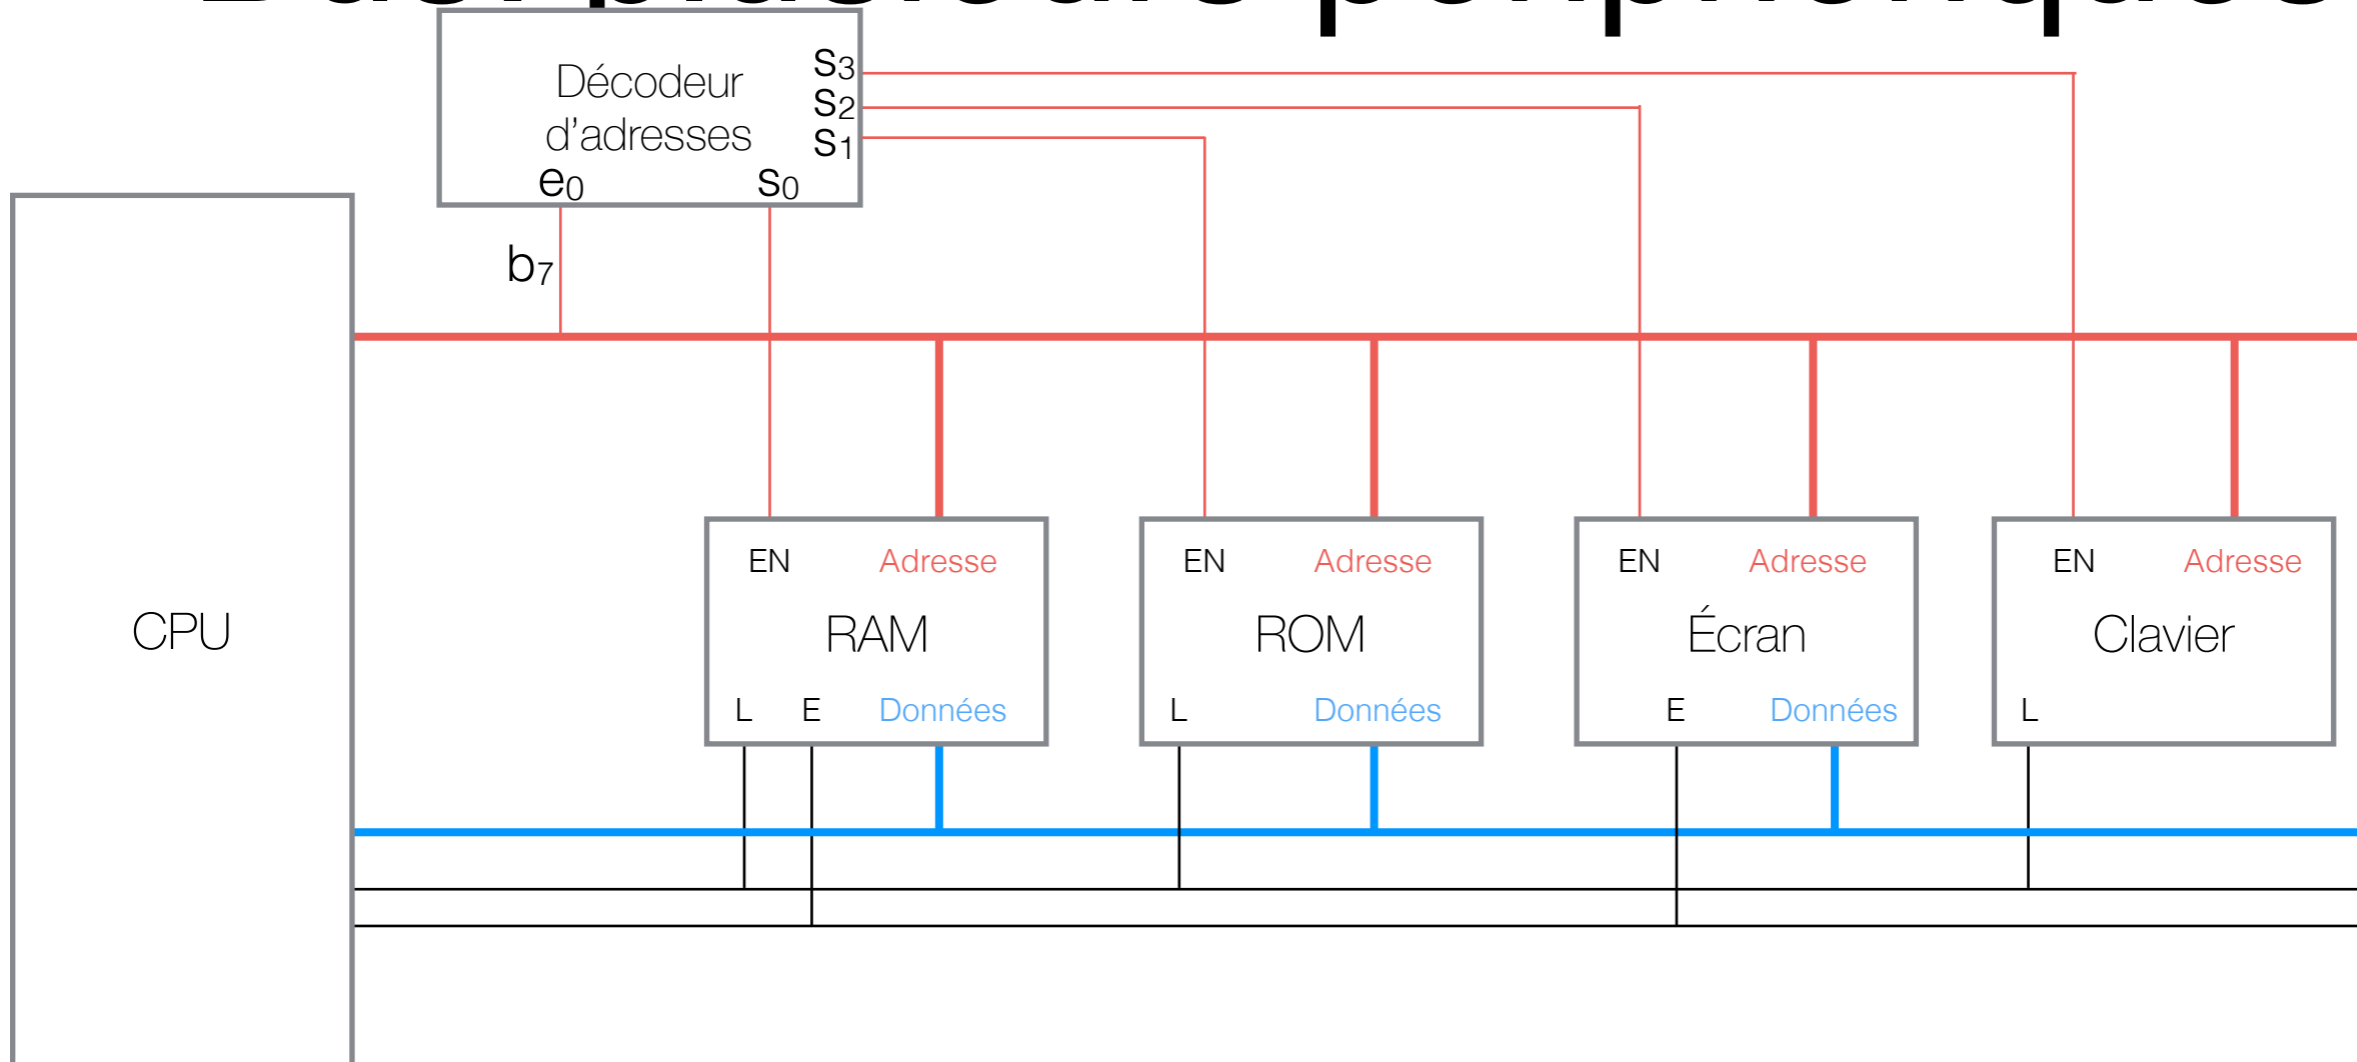 S3
Décodeur
S2
d'adresses
S1
e0
S0
b7
EN
Adresse
EN
Adresse
EN
Adresse
EN
Adresse
CPU
RAM
ROM
Écran
Clavier
L
E
Données
L
Données
E
Données
L